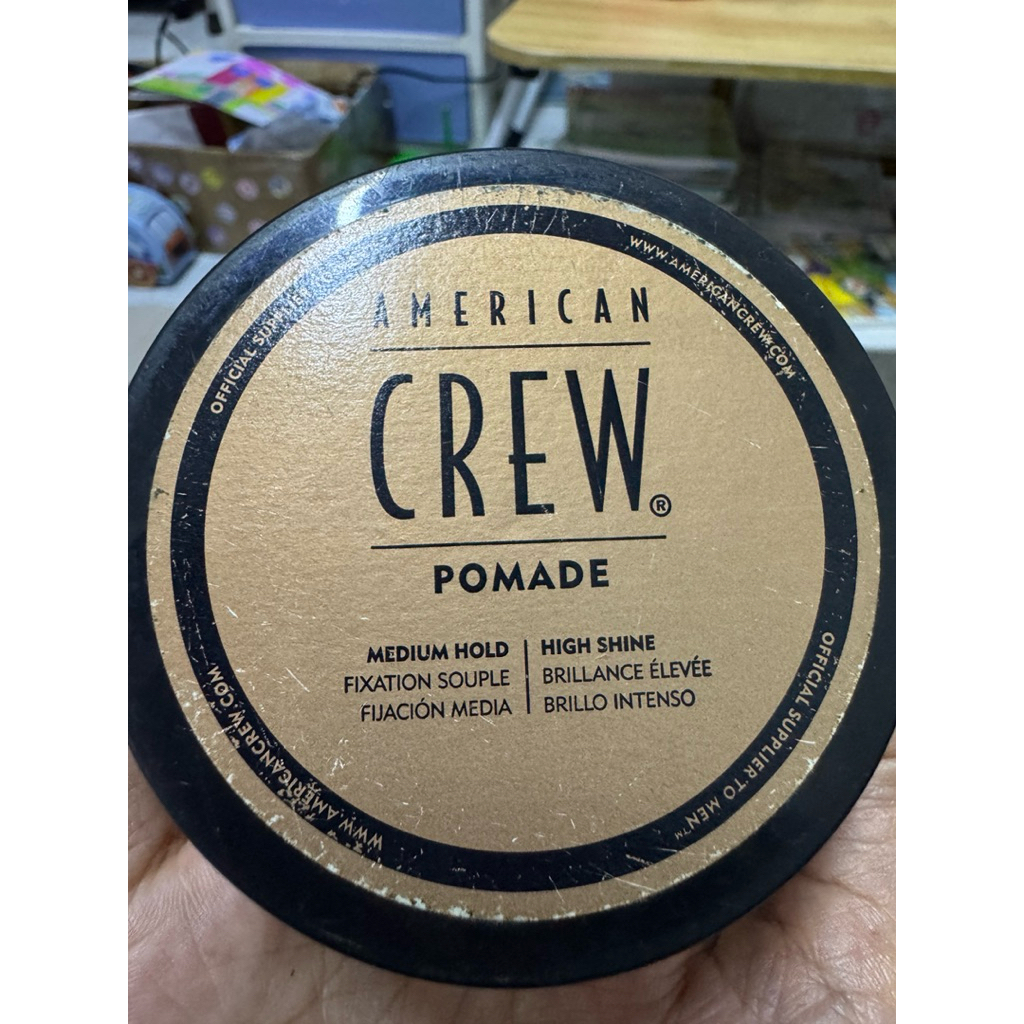 AMERICAN
CREW®
POMADE
MEDIUM HOLD
FIXATION SOUPLE
FIJACIÓN MEDIA
HIGH SHINE
BRILLANCE ÉLEVÉE
BRILLO INTENSO
OFFICIAL SUPPLIER
WWW.AMERICANCREW.COM
OFFICIAL SUPPLIER TO MEN™
WWW.AMERICANCREW.COM